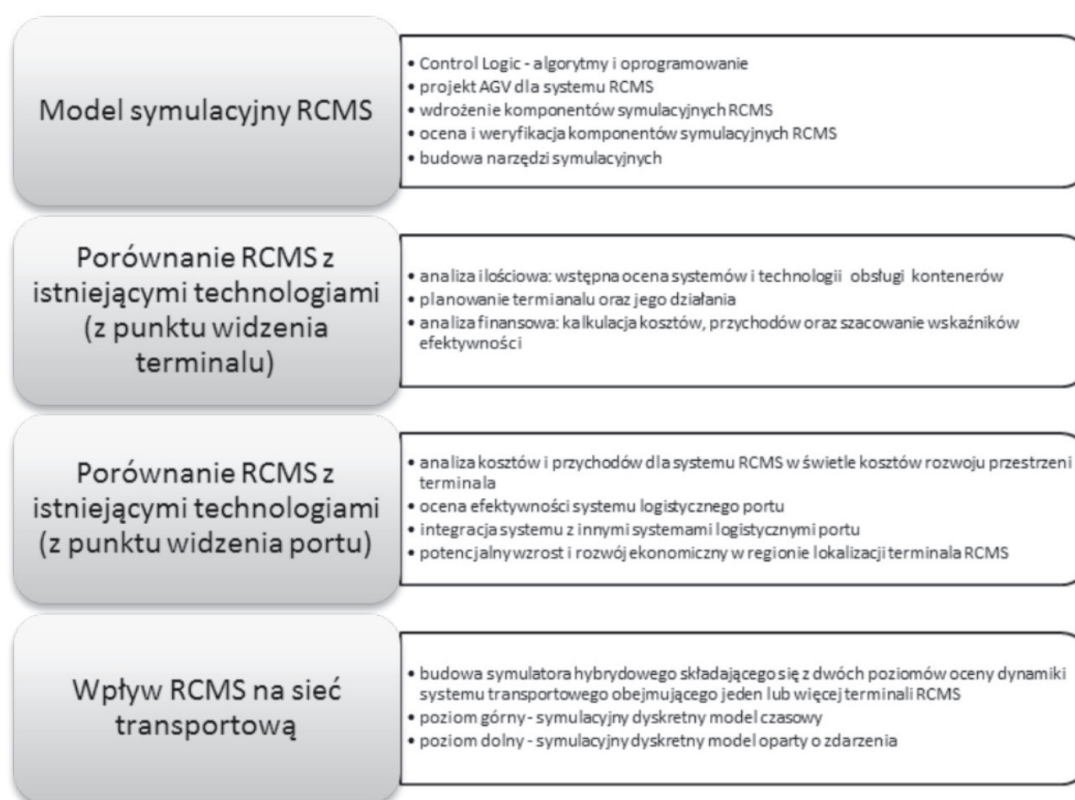 Model symulacyjny RCMS
• Control Logic - algorytmy i oprogramowanie
• projekt AGV dla systemu RCMS
• wdrożenie komponentów symulacyjnych RCMS
• ocena i weryfikacja komponentów symulacyjnych RCMS
• budowa narzędzi symulacyjnych
Porównanie RCMS z
istniejącymi technologiami
(z punktu widzenia
terminalu)
• analiza ilościowa: wstępna ocena systemów i technologii obsługi kontenerów
• planowanie termianalu oraz jego działania
• analiza finansowa: kalkulacja kosztów, przychodów oraz szacowanie wskaźników
efektywności
Porównanie RCMS z
istniejącymi technologiami
(z punktu widzenia portu)
• analiza kosztów i przychodów dla systemu RCMS w świetle kosztów rozwoju przestrzeni
terminala
• ocena efektywności systemu logistycznego portu
• integracja systemu z innymi systemami logistycznymi portu
• potencjalny wzrost i rozwój ekonomiczny w regionie lokalizacji terminala RCMS
Wpływ RCMS na sieć
transportową
• budowa symulatora hybrydowego składającego się z dwóch poziomów oceny dynamiki
systemu transportowego obejmującego jeden lub więcej terminali RCMS
• poziom górny - symulacyjny dyskretny model czasowy
• poziom dolny - symulacyjny dyskretny model oparty o zdarzenia